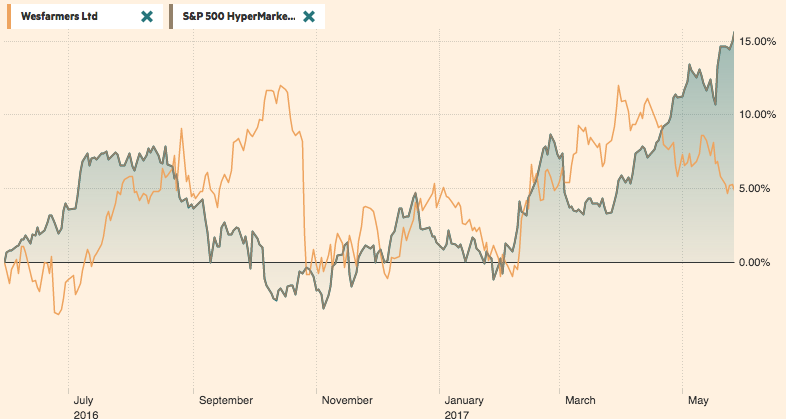 Wesfarmers Ltd S&P 500 HyperMarke...
15.00%
10.00%
5.00%
0.00%
July September November January March May
2016 2017